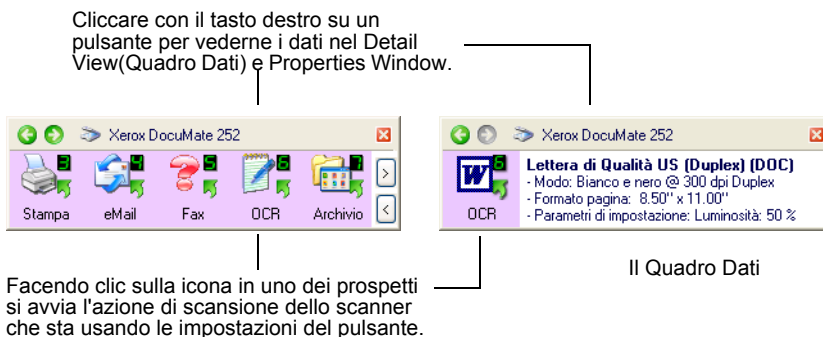 Cliccare con il tasto destro su un
pulsante per vederne i dati nel Detail
View(Quadro Dati) e Properties Window.
Xerox DocuMate 252
3
4
5
6
7
Stampa
eMail
Fax
OCR
Archivio
Xerox DocuMate 252
W
6
OCR
Lettera di Qualità US (Duplex) (DOC)
- Modo: Bianco e nero @ 300 dpi Duplex
- Formato pagina: 8.50'' x 11.00''
- Parametri di impostazione: Luminosità: 50 %
Il Quadro Dati
Facendo clic sulla icona in uno dei prospetti
si avvia l'azione di scansione dello scanner
che sta usando le impostazioni del pulsante.